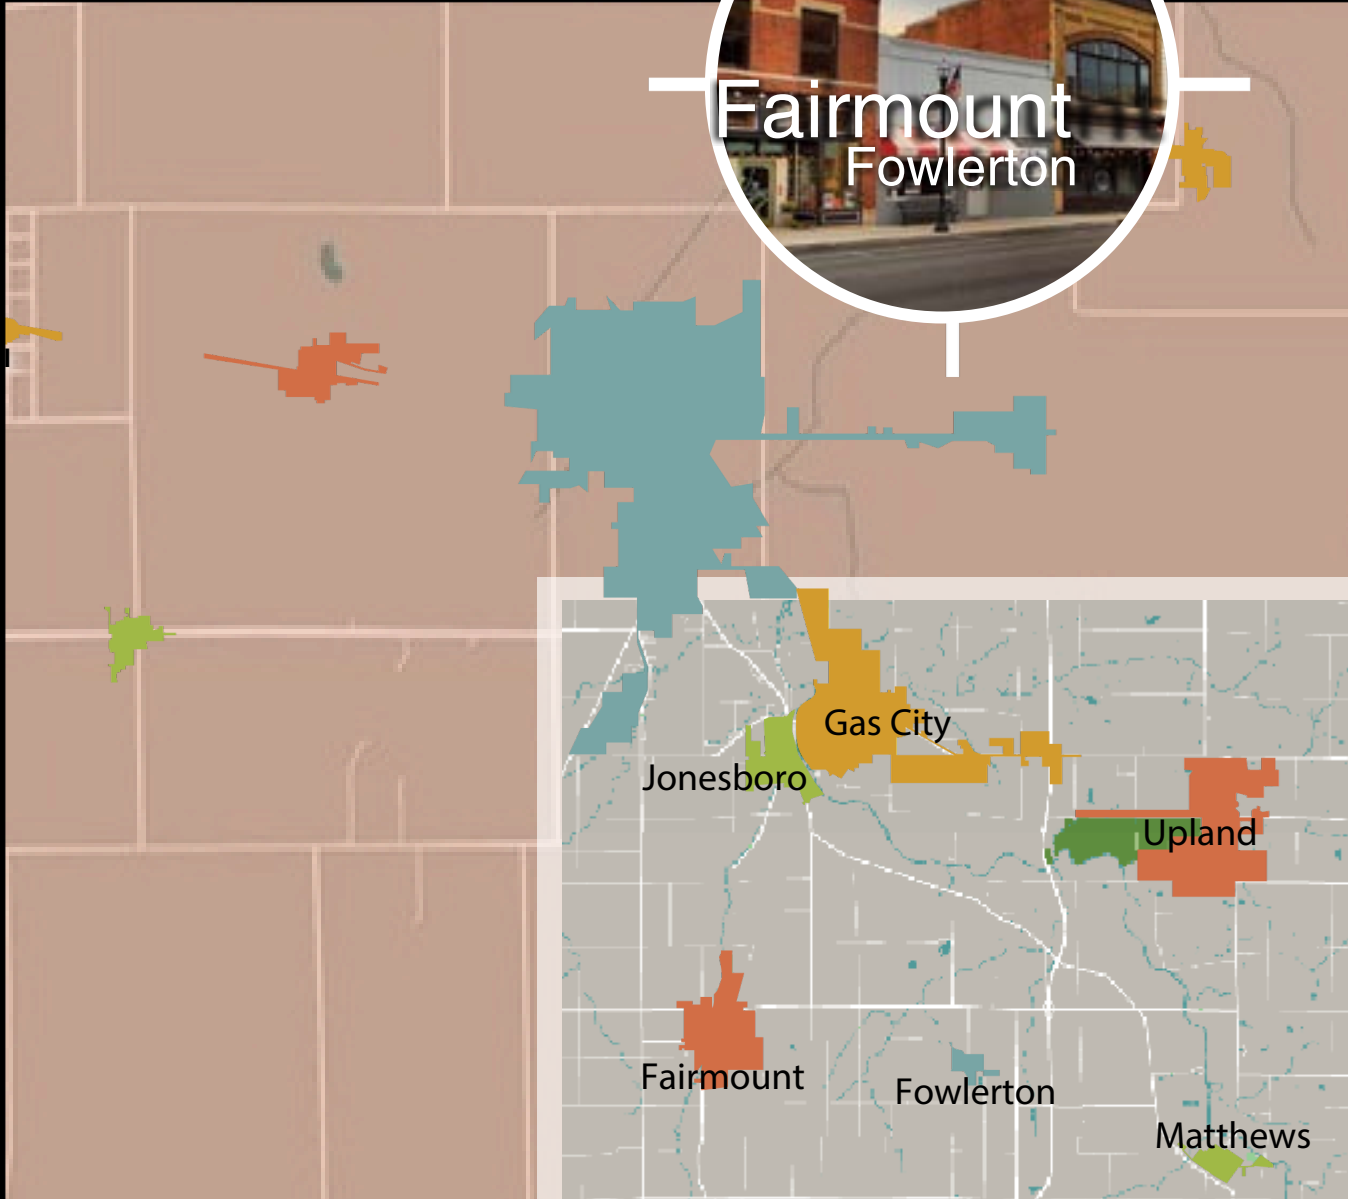 Fairmount
Fowlerton
Gas City
Jonesboro
Upland
Fairmount
Fowlerton
Matthews